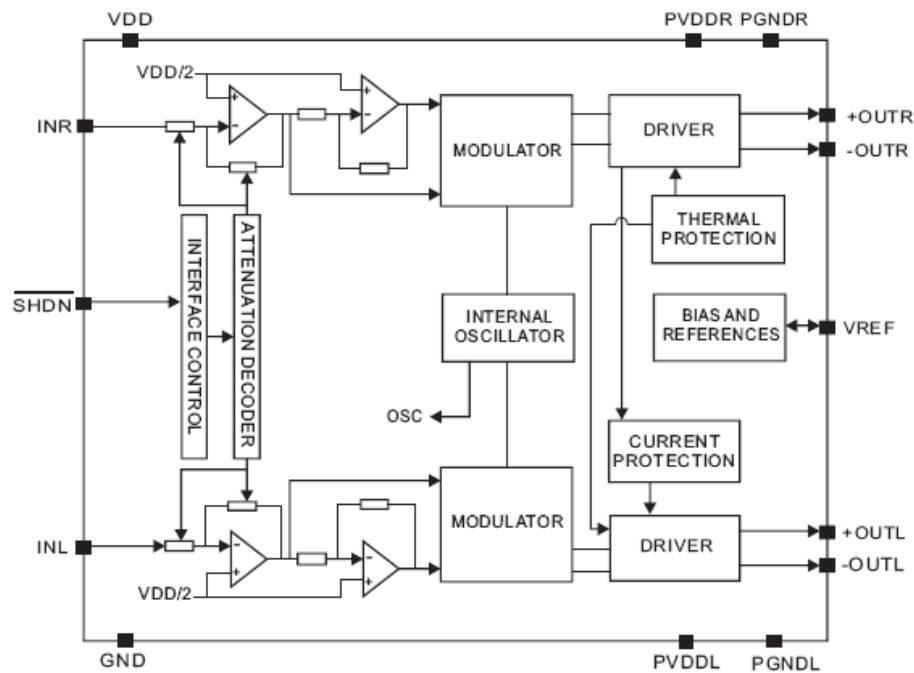 VDD
PVDDR
PGNDR
VDD/2
+
-
+
-
INR
MODULATOR
DRIVER
+OUTR
-OUTR
INTERFACE CONTROL
ATTENUATION DECODER
THERMAL
PROTECTION
SHDN
INTERNAL
OSCILLATOR
BIAS AND
REFERENCES
VREF
OSC
CURRENT
PROTECTION
MODULATOR
DRIVER
+OUTL
-OUTL
INL
-
+
-
+
VDD/2
GND
PVDDL
PGNDL